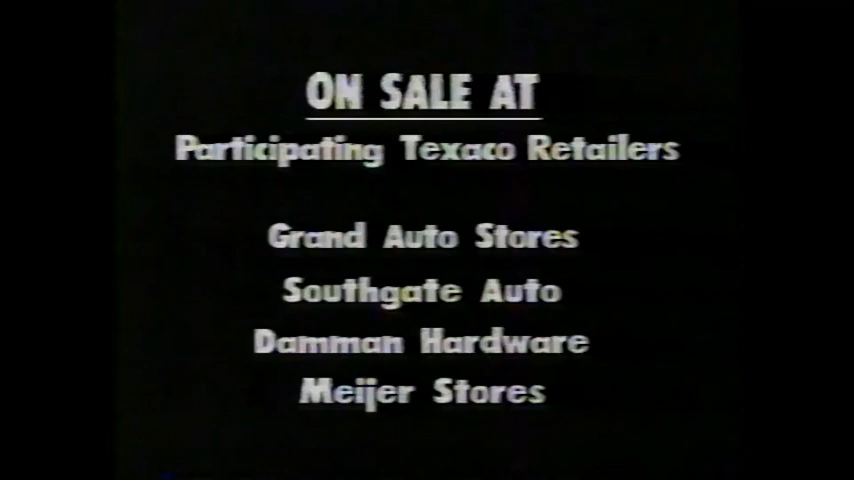 ON SALE AT
Participating Texaco Retailers
Grand Auto Stores
Southgate Auto
Damman Hardware
Meijer Stores